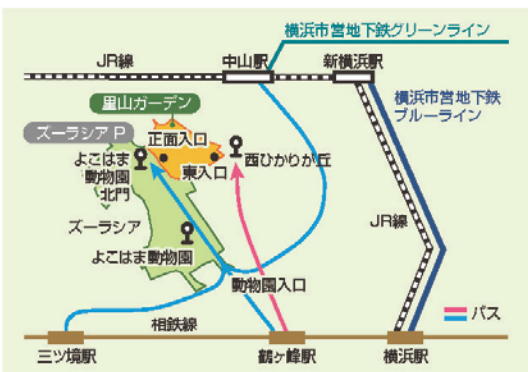 横浜市営地下鉄グリーンライン
JR線
中山駅
新横浜駅
里山ガーデン
横浜市営地下鉄
ブルーライン
ズーラシア P
正面入口
よこはま
動物園
北門
東入口
西ひかりが丘
ズーラシア
JR線
よこはま動物園
動物園入口
相鉄線
バス
三ツ境駅
鶴ヶ峰駅
横浜駅